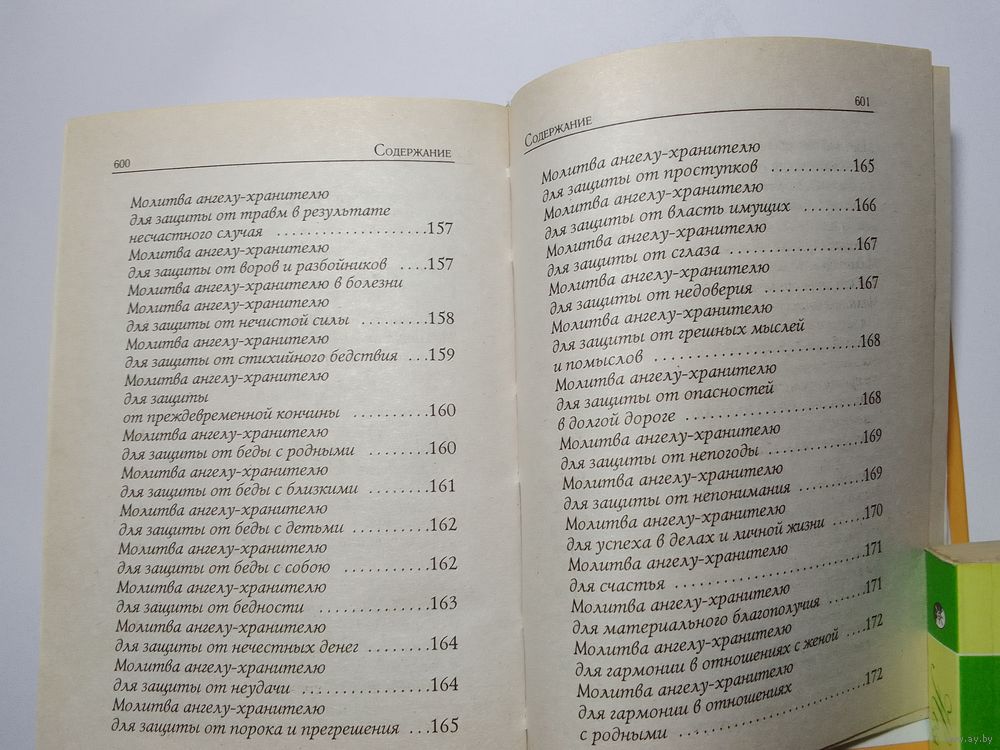 600 Содержание
Молитва ангелу-хранителю
для защиты от травм в результате
несчастного случая ....................157
Молитва ангелу-хранителю
для защиты от воров и разбойников ....157
Молитва ангелу-хранителю в болезни
Молитва ангелу-хранителю
для защиты от нечистой силы ..........158
Молитва ангелу-хранителю
для защиты от стихийного бедствия ...159
Молитва ангелу-хранителю
для защиты
от преждевременной кончины ...........160
Молитва ангелу-хранителю
для защиты от беды с родными .........160
Молитва ангелу-хранителю
для защиты от беды с близкими ........161
Молитва ангелу-хранителю
для защиты от беды с детьми ..........162
Молитва ангелу-хранителю
для защиты от беды с собою ...........162
Молитва ангелу-хранителю
для защиты от бедности ..............163
Молитва ангелу-хранителю
для защиты от нечестных денег ........164
Молитва ангелу-хранителю
для защиты от неудачи ...............164
Молитва ангелу-хранителю
для защиты от порока и прегрешения ...165
Содержание 601
Молитва ангелу-хранителю
для защиты от проступков ...........165
Молитва ангелу-хранителю
для защиты от власть имущих .......166
Молитва ангелу-хранителю
для защиты от сглаза ................167
Молитва ангелу-хранителю
для защиты от недоверия .............167
Молитва ангелу-хранителю
для защиты от грешных мыслей
и помыслов .........................168
Молитва ангелу-хранителю
для защиты от опасностей
в долгой дороге .....................168
Молитва ангелу-хранителю
для защиты от непогоды .............169
Молитва ангелу-хранителю
для защиты от непонимания .........169
Молитва ангелу-хранителю
для успеха в делах и личной жизни ......170
Молитва ангелу-хранителю
для счастья ........................171
Молитва ангелу-хранителю
для материального благополучия ......171
Молитва ангелу-хранителю
для гармонии в отношениях с женой ....172
Молитва ангелу-хранителю
для гармонии в отношениях
с родными .........................172